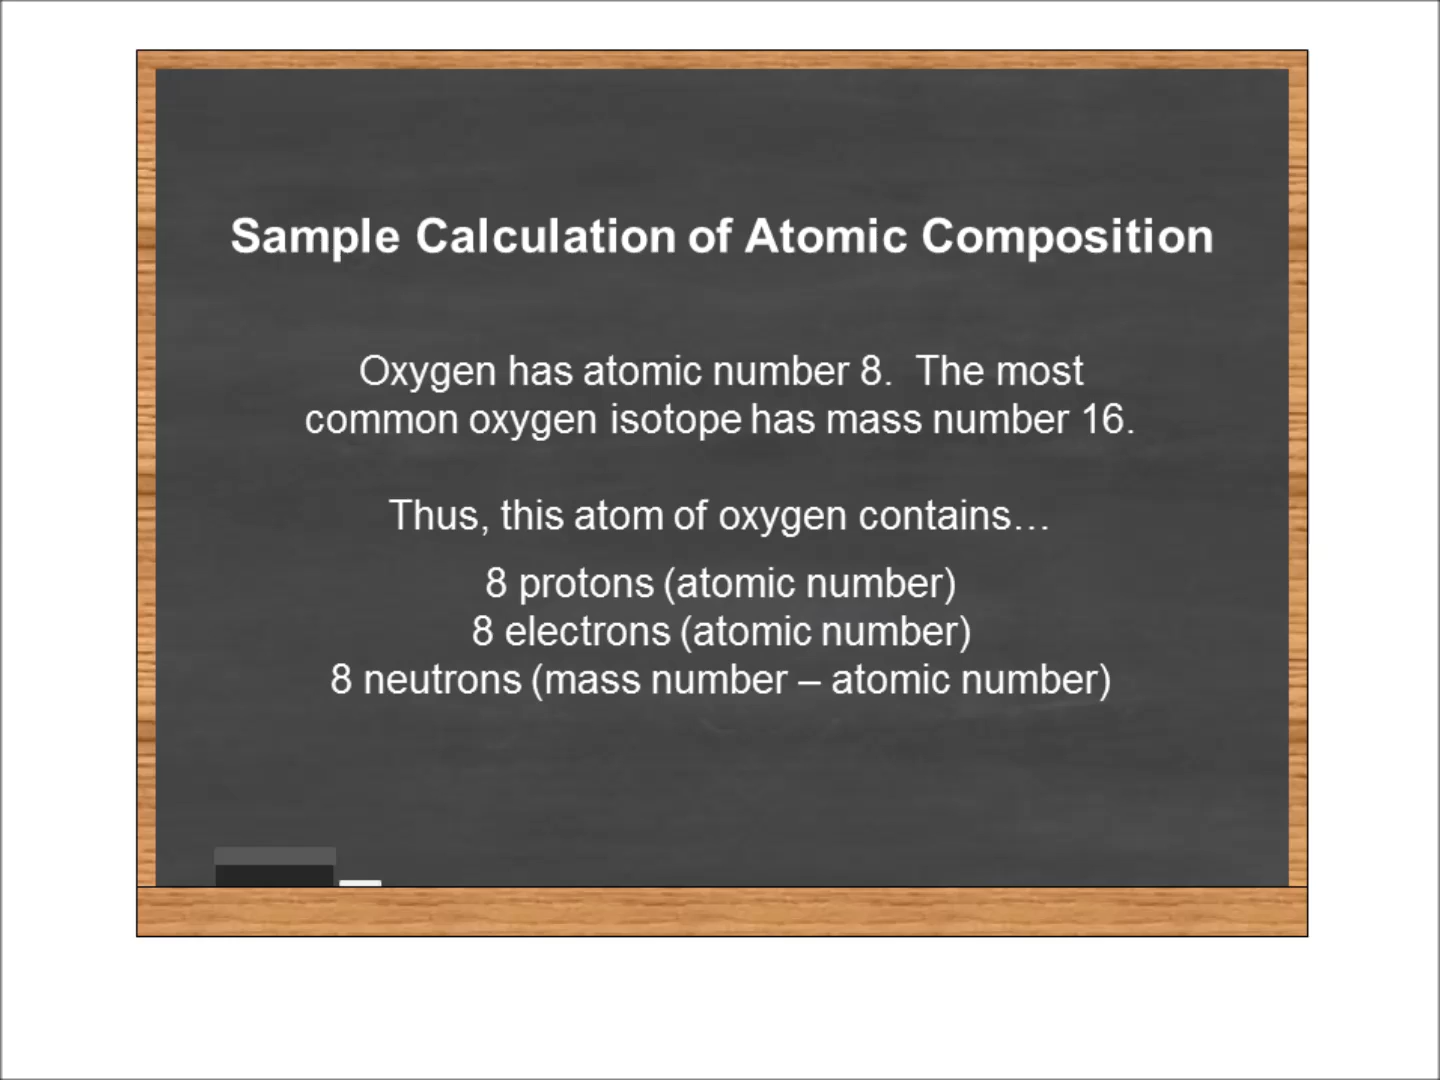 Sample Calculation of Atomic Composition
Oxygen has atomic number 8.  The most
common oxygen isotope has mass number 16.
Thus, this atom of oxygen contains…
8 protons (atomic number)
8 electrons (atomic number)
8 neutrons (mass number – atomic number)